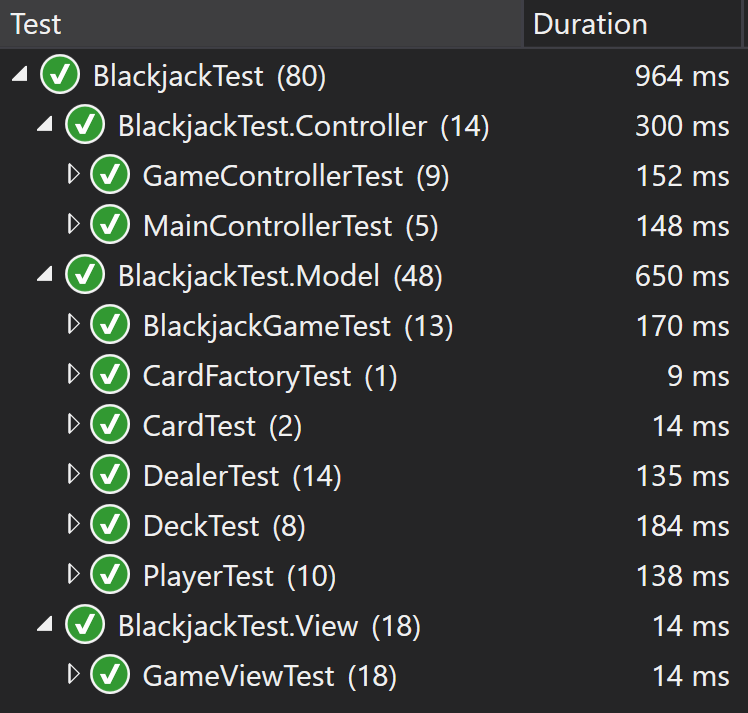 Test Duration
BlackjackTest (80) 964 ms
BlackjackTest.Controller (14) 300 ms
GameControllerTest (9) 152 ms
MainControllerTest (5) 148 ms
BlackjackTest.Model (48) 650 ms
BlackjackGameTest (13) 170 ms
CardFactoryTest (1) 9 ms
CardTest (2) 14 ms
DealerTest (14) 135 ms
DeckTest (8) 184 ms
PlayerTest (10) 138 ms
BlackjackTest.View (18) 14 ms
GameViewTest (18) 14 ms